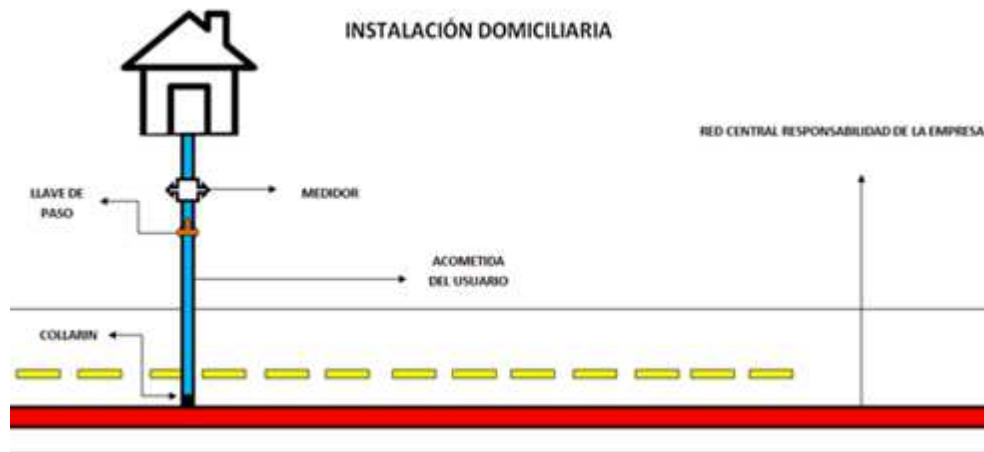 INSTALACIÓN DOMICILIARIA
RED CENTRAL RESPONSABILIDAD DE LA EMPRESA
LLAVE DE
PASO
MEDIDOR
ACOMETIDA
DEL USUARIO
COLLARIN